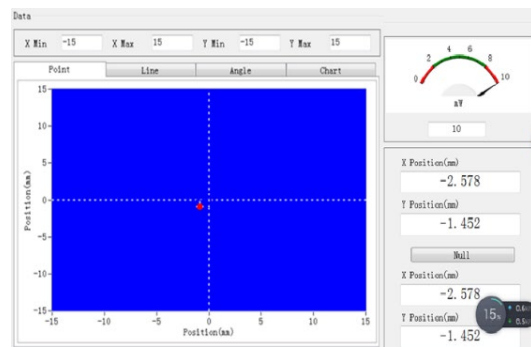 Data
X Min -15 X Max 15 Y Min -15 Y Max 15
Point Line Angle Chart
15
10
5
0
-5
-10
-15
Position(mm)
-15 -10 -5 0 5 10 15
Position(mm)
0 2 4 6 8 10
mW
10
X Position(mm)
-2.578
Y Position(mm)
-1.452
Null
X Position(mm)
-2.578
Y Position(mm)
-1.452
15%